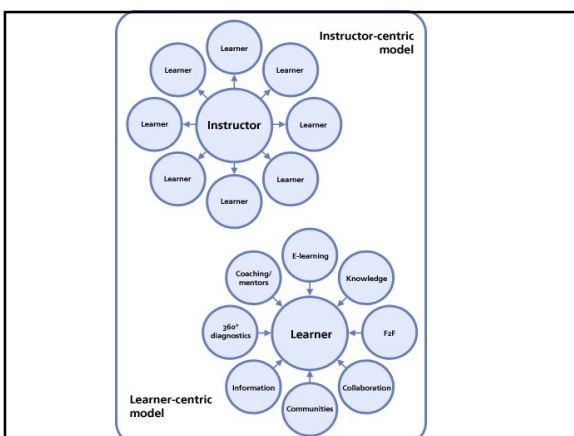 Instructor-centric
model
Learner
Learner
Learner
Learner
Instructor
Learner
Learner
Learner
Learner
E-learning
Coaching/
mentors
Knowledge
360°
diagnostics
Learner
F2F
Information
Collaboration
Communities
Learner-centric
model